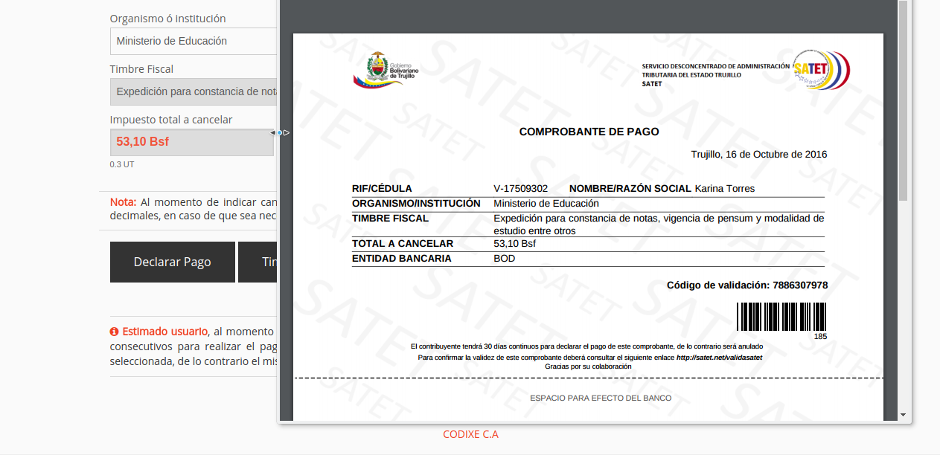 Organismo ó institución
Ministerio de Educación
Timbre Fiscal
Expedición para constancia de
Impuesto total a cancelar
53,10 Bsf
0.3 UT
Nota: Al momento de indicar
decimales, en caso de que sea
Declarar Pago
Estimado usuario, al momento
consecutivos para realizar el
seleccionada, de lo contrario el
Gobierno
Bolivariano
de Trujillo
SERVICIO DESCONCENTRADO DE ADMINISTRACIÓN
TRIBUTARIA DEL ESTADO TRUJILLO
SATET
SATET
COMPROBANTE DE PAGO
Trujillo, 16 de Octubre de 2016
RIF/CÉDULA V-17509302 NOMBRE/RAZÓN SOCIAL Karina Torres
ORGANISMO/INSTITUCIÓN Ministerio de Educación
TIMBRE FISCAL Expedición para constancia de notas, vigencia de pensum y modalidad de
estudio entre otros
TOTAL A CANCELAR 53,10 Bsf
ENTIDAD BANCARIA BOD
Código de validación: 7886307978
185
El contribuyente tendrá 30 días continuos para declarar el pago de este comprobante, de lo contrario será anulado
Para confirmar la validez de este comprobante deberá consultar el siguiente enlace http://satet.net/validasatet
Gracias por su colaboración
ESPACIO PARA EFECTO DEL BANCO
CODIXE C.A